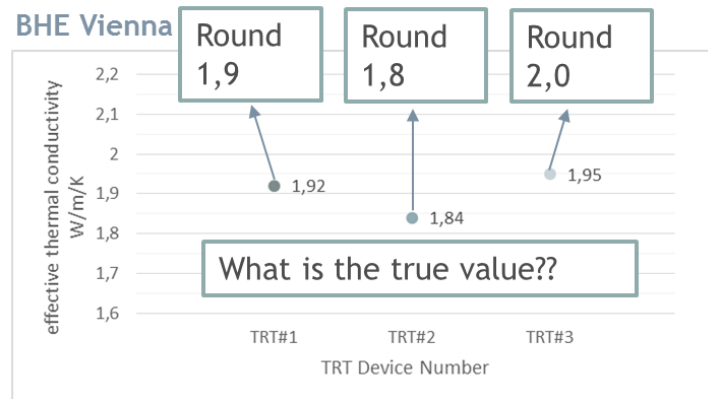 BHE Vienna
Round
1,9
Round
1,8
Round
2,0
effective thermal conductivity
W/m/K
2,2
2,1
2
1,9
1,8
1,7
1,6
1,92
1,84
1,95
What is the true value??
TRT#1
TRT#2
TRT#3
TRT Device Number